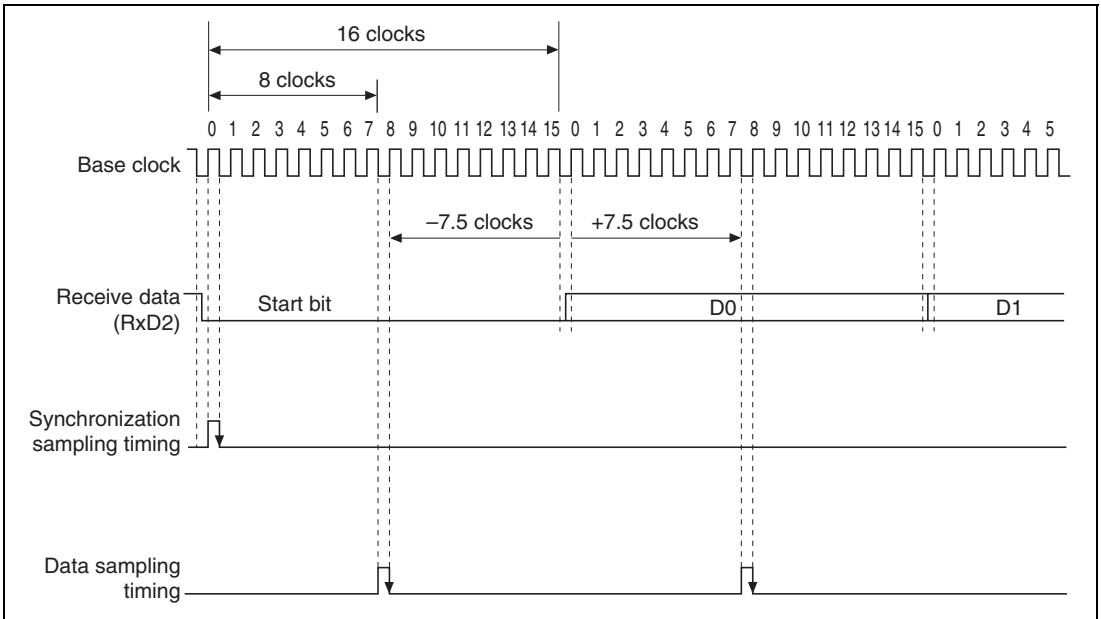 16 clocks
8 clocks
0 1 2 3 4 5 6 7 8 9 10 11 12 13 14 15 0 1 2 3 4 5 6 7 8 9 10 11 12 13 14 15 0 1 2 3 4 5
Base clock
–7.5 clocks +7.5 clocks
Receive data
(RxD2)
Start bit D0 D1
Synchronization
sampling timing
Data sampling
timing